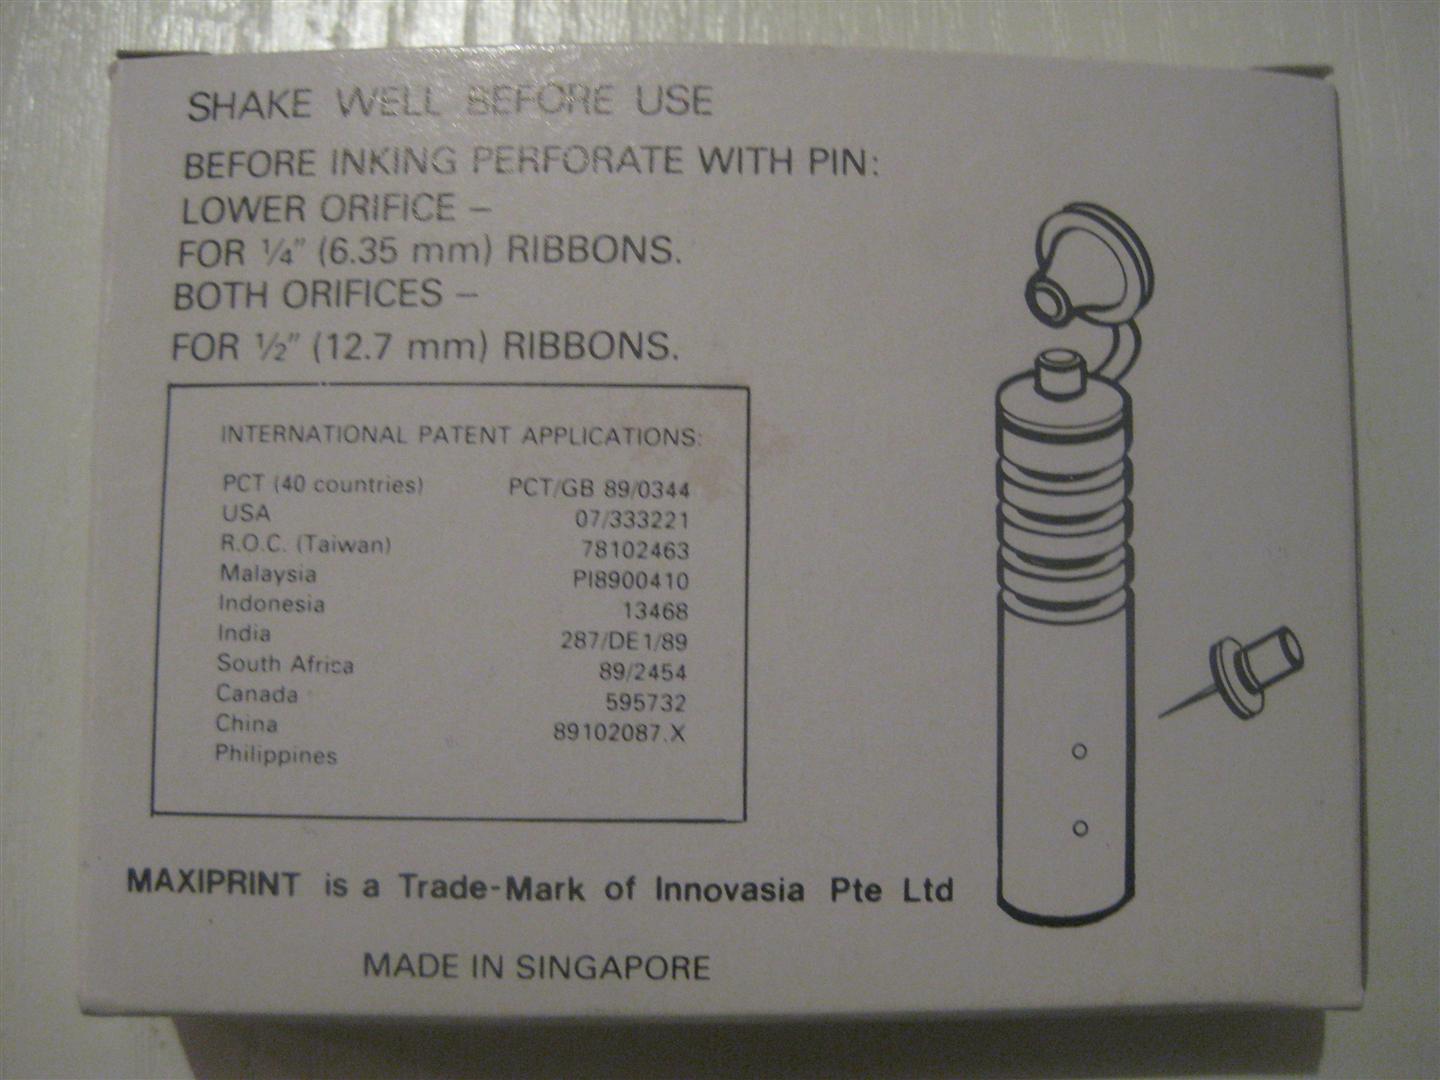 SHAKE WELL BEFORE USE
BEFORE INKING PERFORATE WITH PIN:
LOWER ORIFICE –
FOR ¼" (6.35 mm) RIBBONS.
BOTH ORIFICES –
FOR ½" (12.7 mm) RIBBONS.
INTERNATIONAL PATENT APPLICATIONS:
PCT (40 countries) PCT/GB 89/0344
USA 07/333221
R.O.C. (Taiwan) 78102463
Malaysia PI8900410
Indonesia 13468
India 287/DE1/89
South Africa 89/2454
Canada 595732
China 89102087.X
Philippines
MAXIPRINT is a Trade-Mark of Innovasia Pte Ltd
MADE IN SINGAPORE